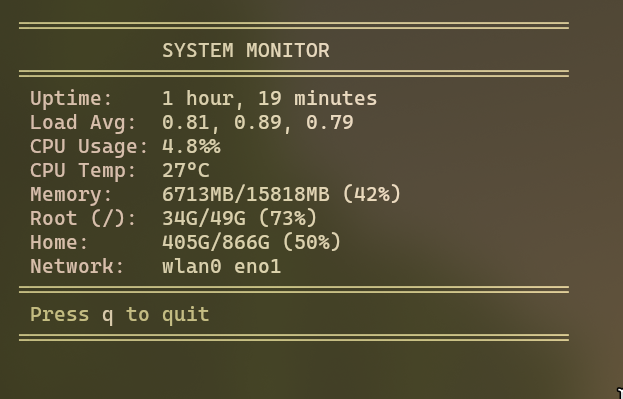 SYSTEM MONITOR
Uptime: 1 hour, 19 minutes
Load Avg: 0.81, 0.89, 0.79
CPU Usage: 4.8%%
CPU Temp: 27°C
Memory: 6713MB/15818MB (42%)
Root (/): 34G/49G (73%)
Home: 405G/866G (50%)
Network: wlan0 eno1
Press q to quit